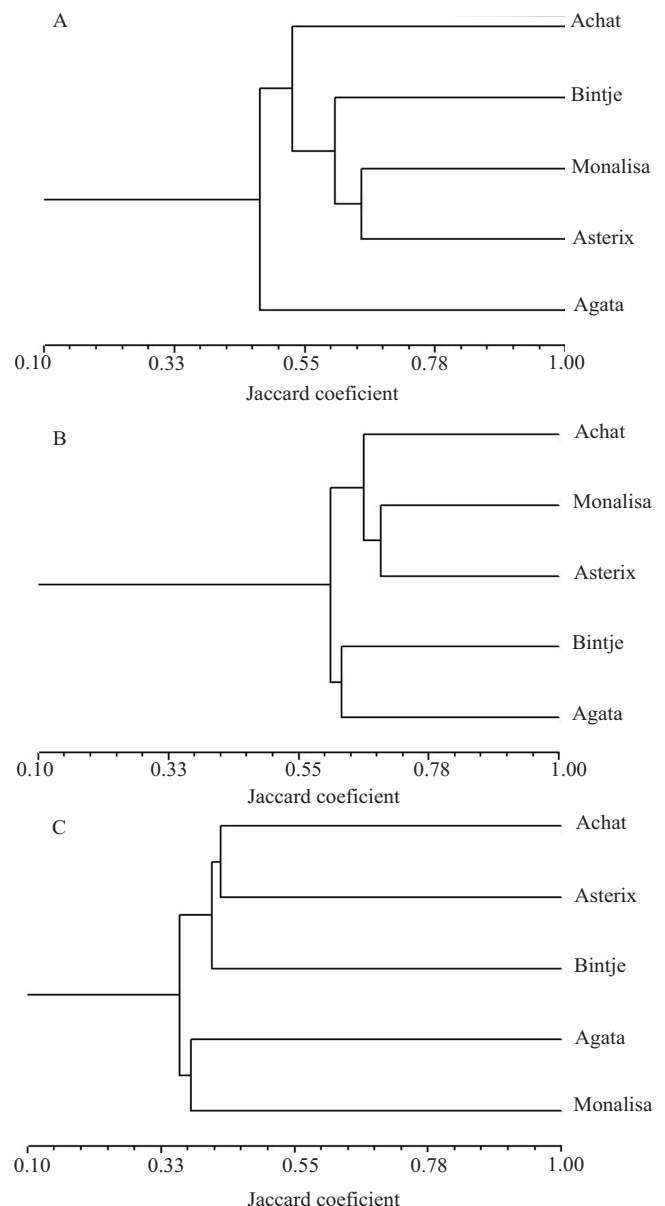 A
Achat
Bintje
Monalisa
Asterix
Agata
0.10 0.33 0.55 0.78 1.00
Jaccard coeficient
B
Achat
Monalisa
Asterix
Bintje
Agata
0.10 0.33 0.55 0.78 1.00
Jaccard coefficient
C
Achat
Asterix
Bintje
Agata
Monalisa
0.10 0.33 0.55 0.78 1.00
Jaccard coefficient